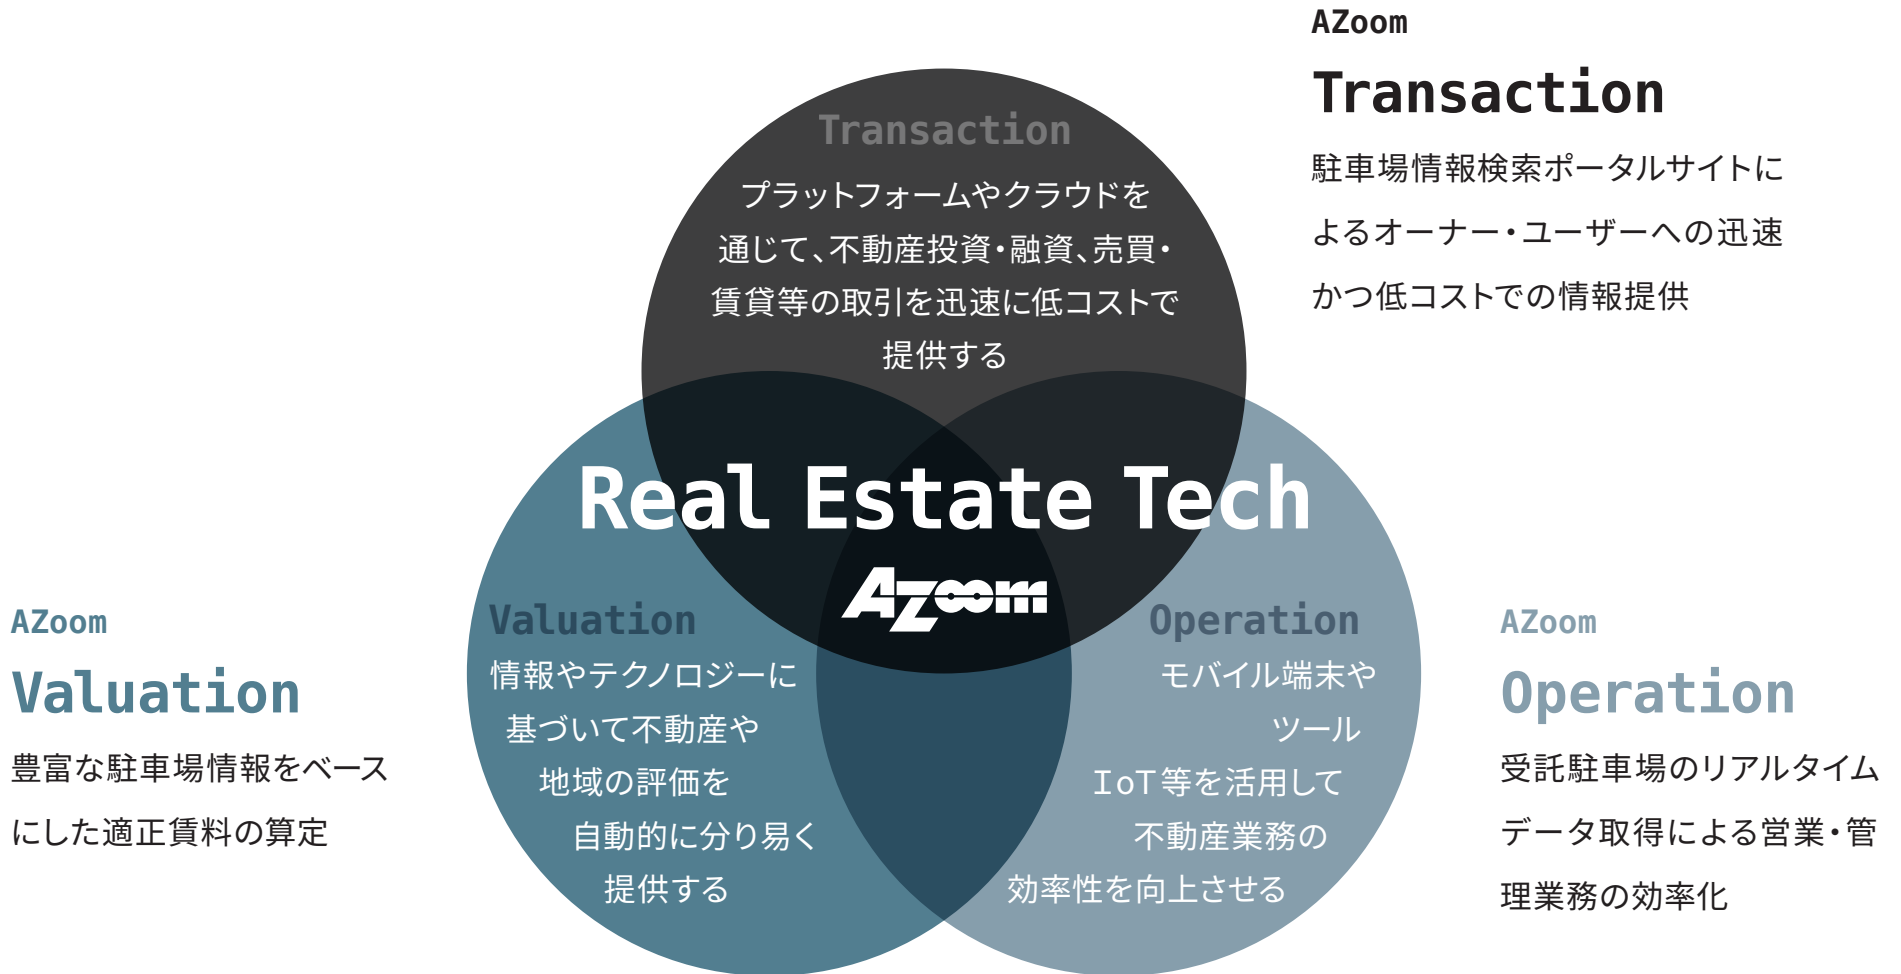 AZoom
Transaction
駐車場情報検索ポータルサイトに
よるオーナー・ユーザーへの迅速
かつ低コストでの情報提供
Transaction
プラットフォームやクラウドを
通じて、不動産投資・融資、売買・
賃貸等の取引を迅速に低コストで
提供する
Real Estate Tech
AZoom
AZoom
Valuation
豊富な駐車場情報をベース
にした適正賃料の算定
Valuation
情報やテクノロジーに
基づいて不動産や
地域の評価を
自動的に分り易く
提供する
Operation
モバイル端末や
ツール
IoT等を活用して
不動産業務の
効率性を向上させる
AZoom
Operation
受託駐車場のリアルタイム
データ取得による営業・管
理業務の効率化